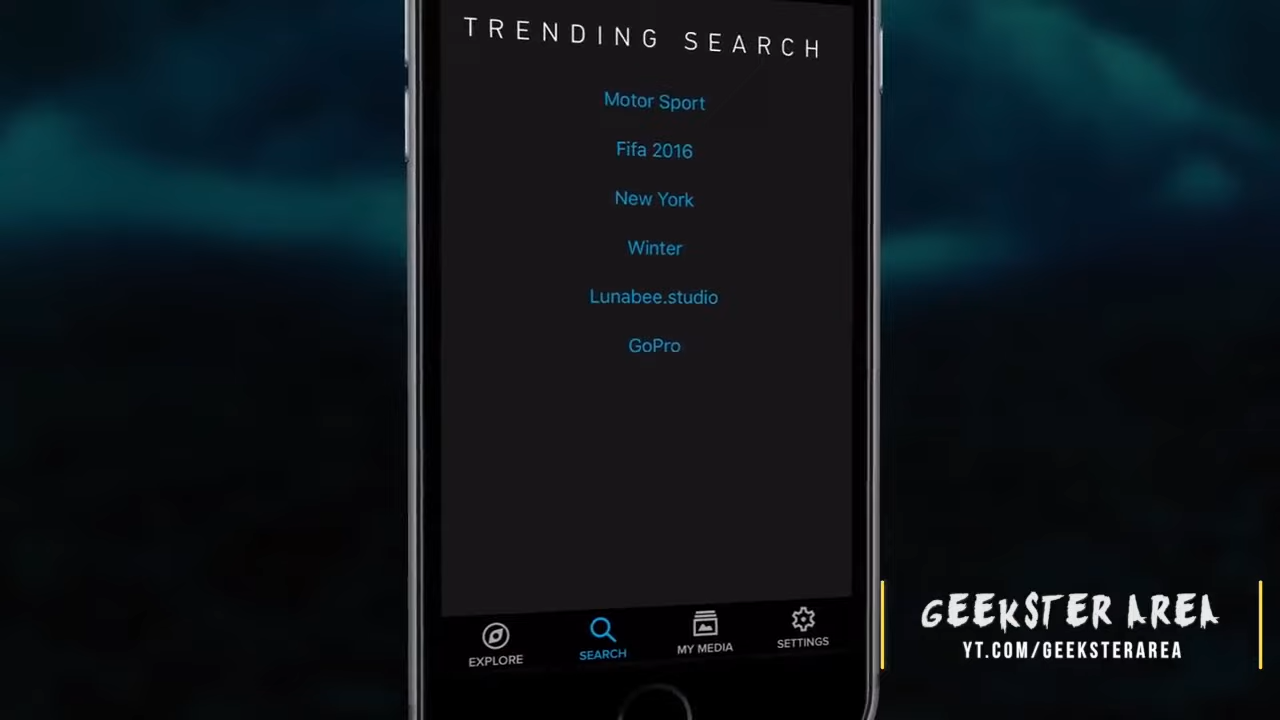 TRENDING SEARCH
Motor Sport
Fifa 2016
New York
Winter
Lunabee.studio
GoPro
EXPLORE
SEARCH
MY MEDIA
SETTINGS
GEEKSTER AREA
YT.COM/GEEKSTERAREA